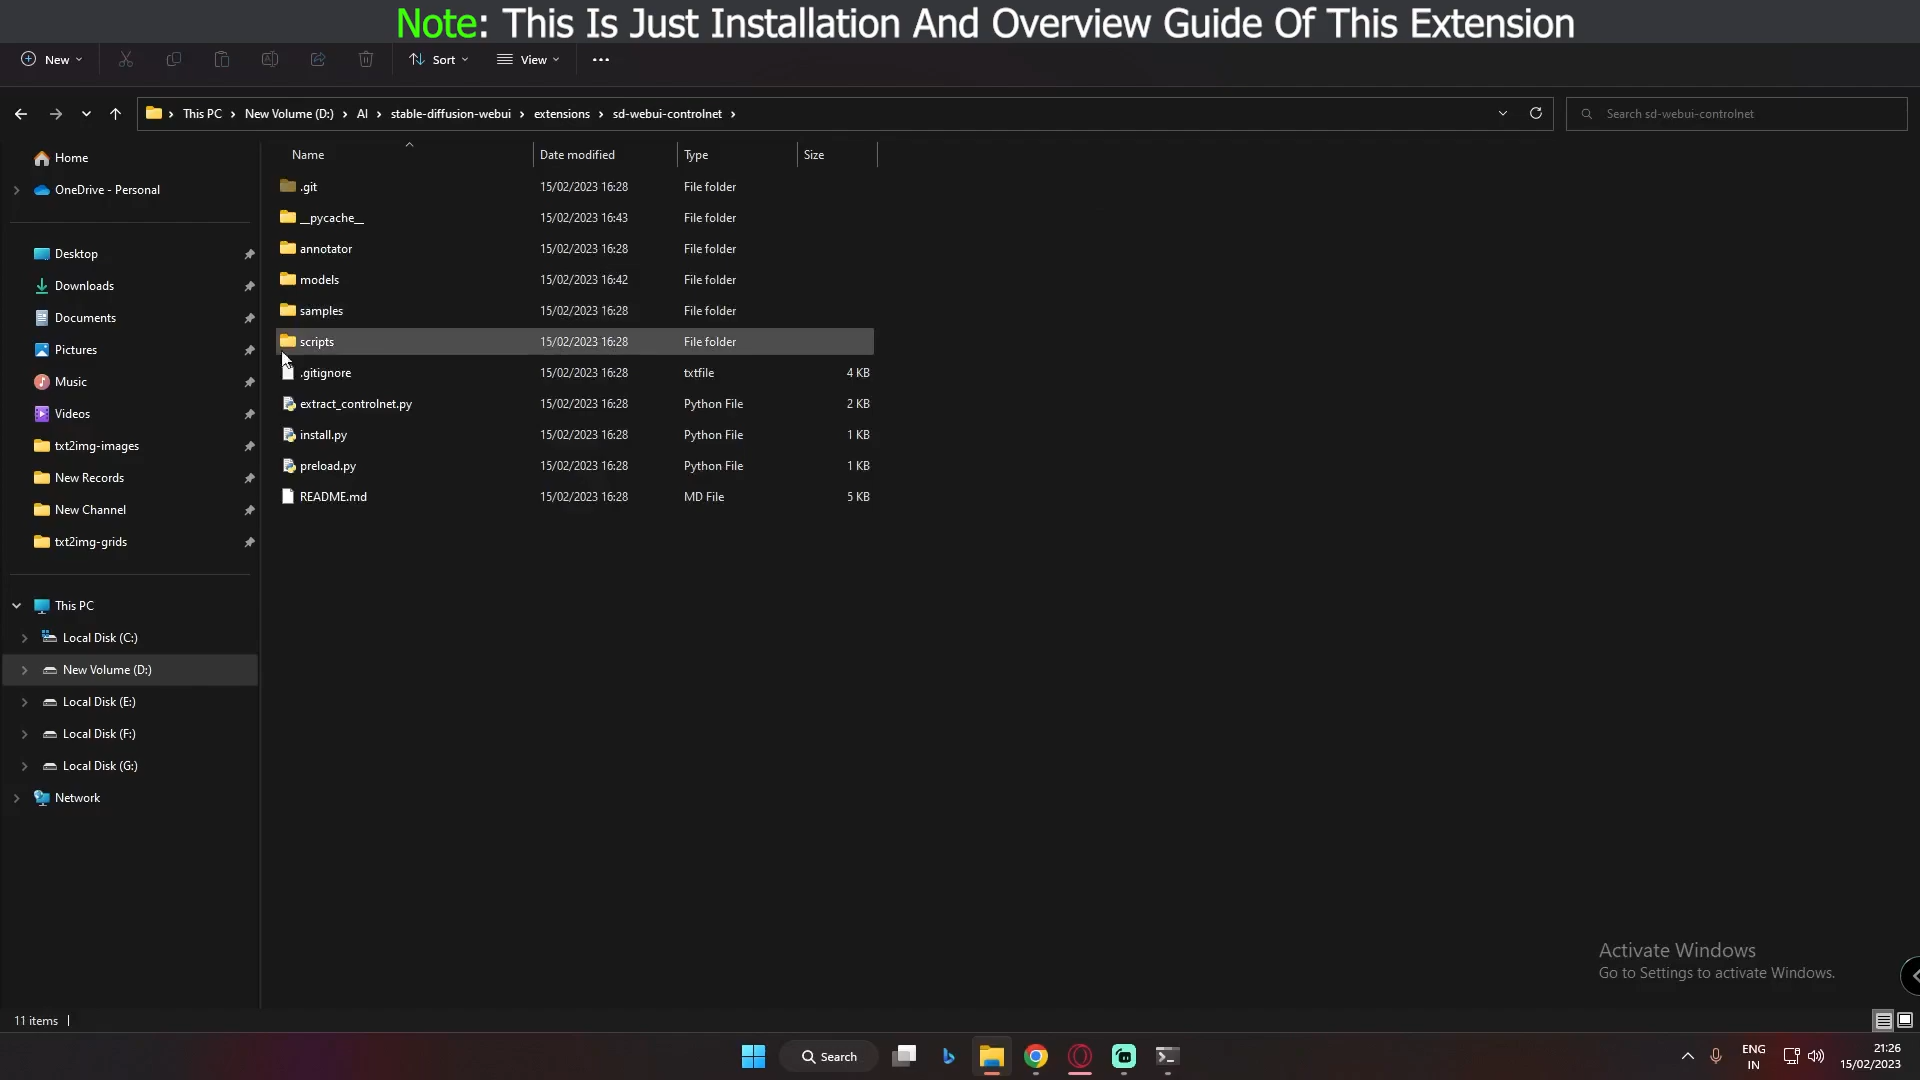 Note: This Is Just Installation And Overview Guide Of This Extension
New Sort View
This PC New Volume (D:) AI stable-diffusion-webui extensions sd-webui-controlnet Search sd-webui-controlnet
Name Date modified Type Size
Home
OneDrive - Personal
Desktop
Downloads
Documents
Pictures
Music
Videos
txt2img-images
New Records
New Channel
txt2img-grids
This PC
Local Disk (C:)
New Volume (D:)
Local Disk (E:)
Local Disk (F:)
Local Disk (G:)
Network
.git 15/02/2023 16:28 File folder
__pycache__ 15/02/2023 16:43 File folder
annotator 15/02/2023 16:28 File folder
models 15/02/2023 16:42 File folder
samples 15/02/2023 16:28 File folder
scripts 15/02/2023 16:28 File folder
.gitignore 15/02/2023 16:28 txtfile 4 KB
extract_controlnet.py 15/02/2023 16:28 Python File 2 KB
install.py 15/02/2023 16:28 Python File 1 KB
preload.py 15/02/2023 16:28 Python File 1 KB
README.md 15/02/2023 16:28 MD File 5 KB
Activate Windows
Go to Settings to activate Windows.
11 items
Search
ENG
IN
21:26
15/02/2023